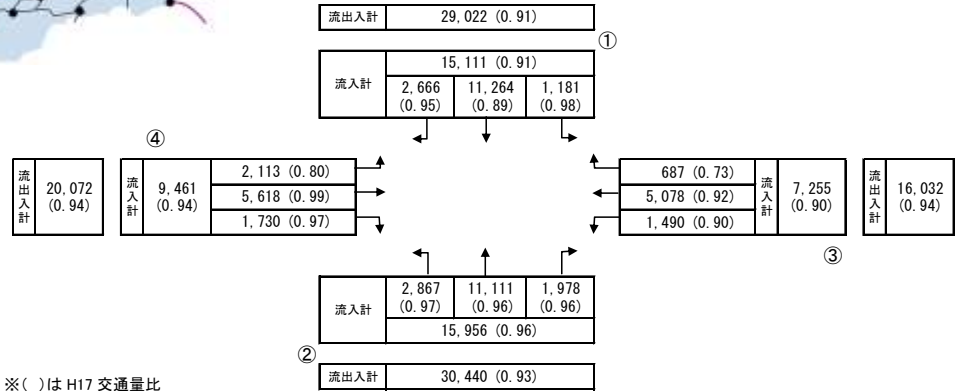 流出入計 29,022 (0.91)
①
流入計 15,111 (0.91)
2,666 11,264 1,181
(0.95) (0.89) (0.98)
④
流出入計 20,072 (0.94)
流入計 9,461 (0.94)
2,113 (0.80)
5,618 (0.99)
1,730 (0.97)
687 (0.73)
5,078 (0.92)
1,490 (0.90)
流入計 7,255 (0.90)
流出入計 16,032 (0.94)
③
流入計 2,867 11,111 1,978
(0.97) (0.96) (0.96)
15,956 (0.96)
②
流出入計 30,440 (0.93)
※( )は H17 交通量比